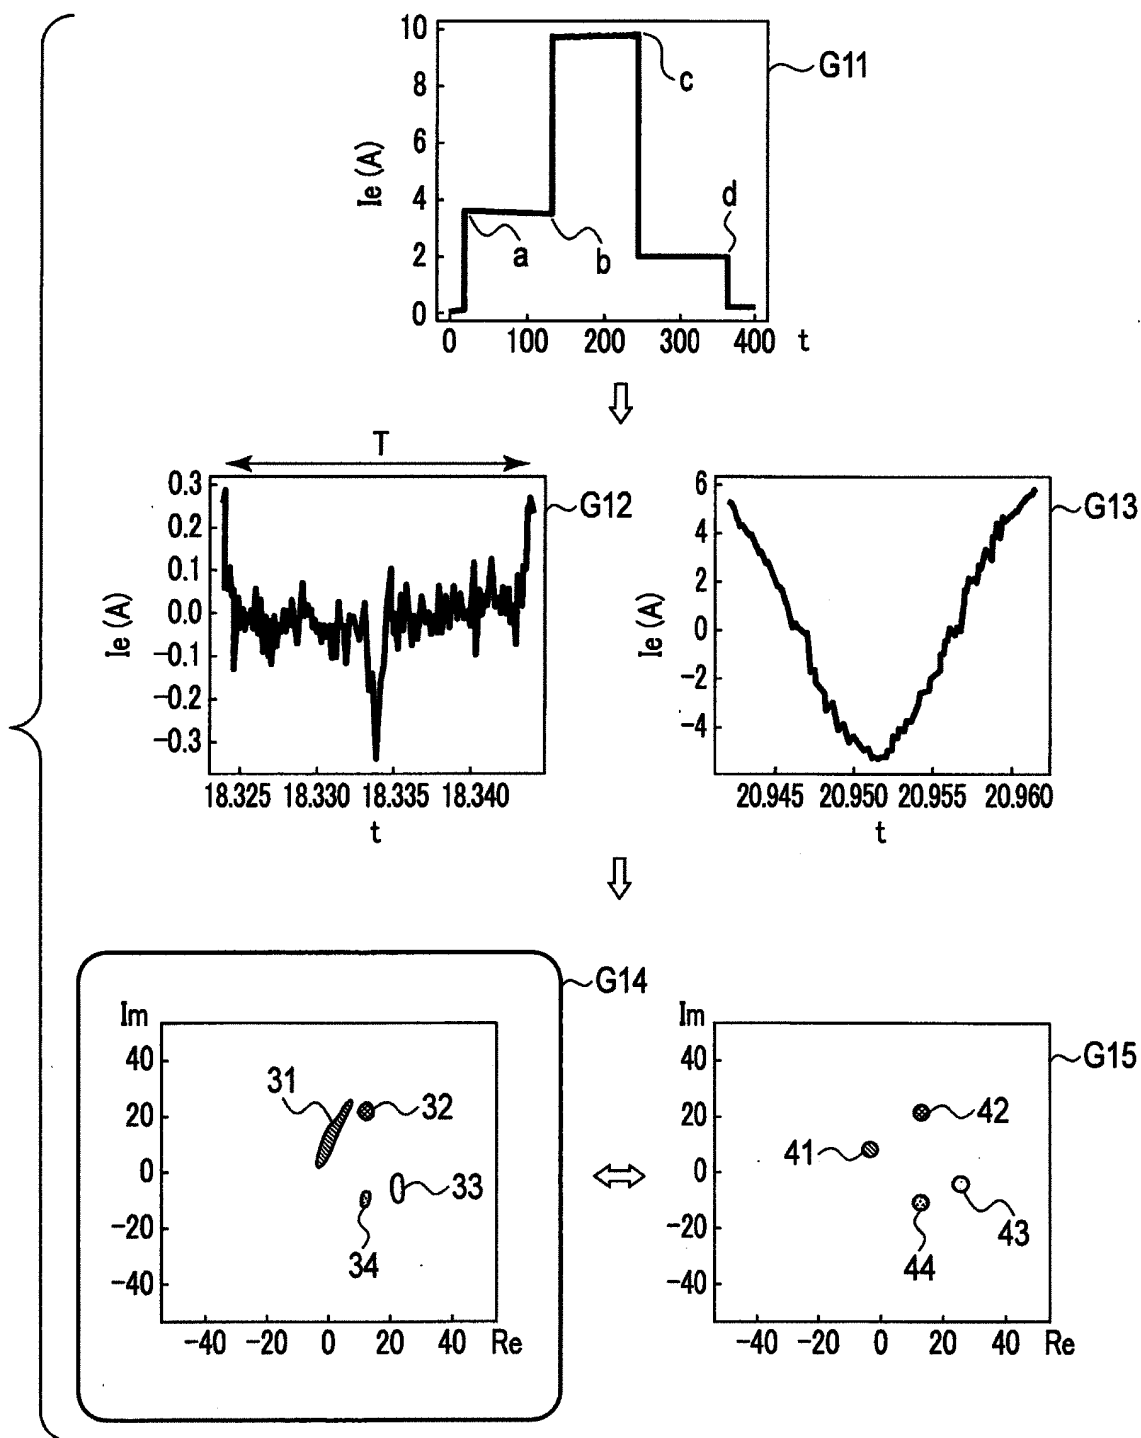 G11
Ie (A)
10
8
6
4
2
0
a
b
c
d
0 100 200 300 400 t
T
G12
Ie (A)
0.3
0.2
0.1
0.0
−0.1
−0.2
−0.3
18.325 18.330 18.335 18.340
t
G13
Ie (A)
6
4
2
0
−2
−4
20.945 20.950 20.955 20.960
t
G14
Im
40
20
0
−20
−40
31
32
33
34
−40 −20 0 20 40 Re
G15
Im
40
20
0
−20
−40
41
42
43
44
−40 −20 0 20 40 Re